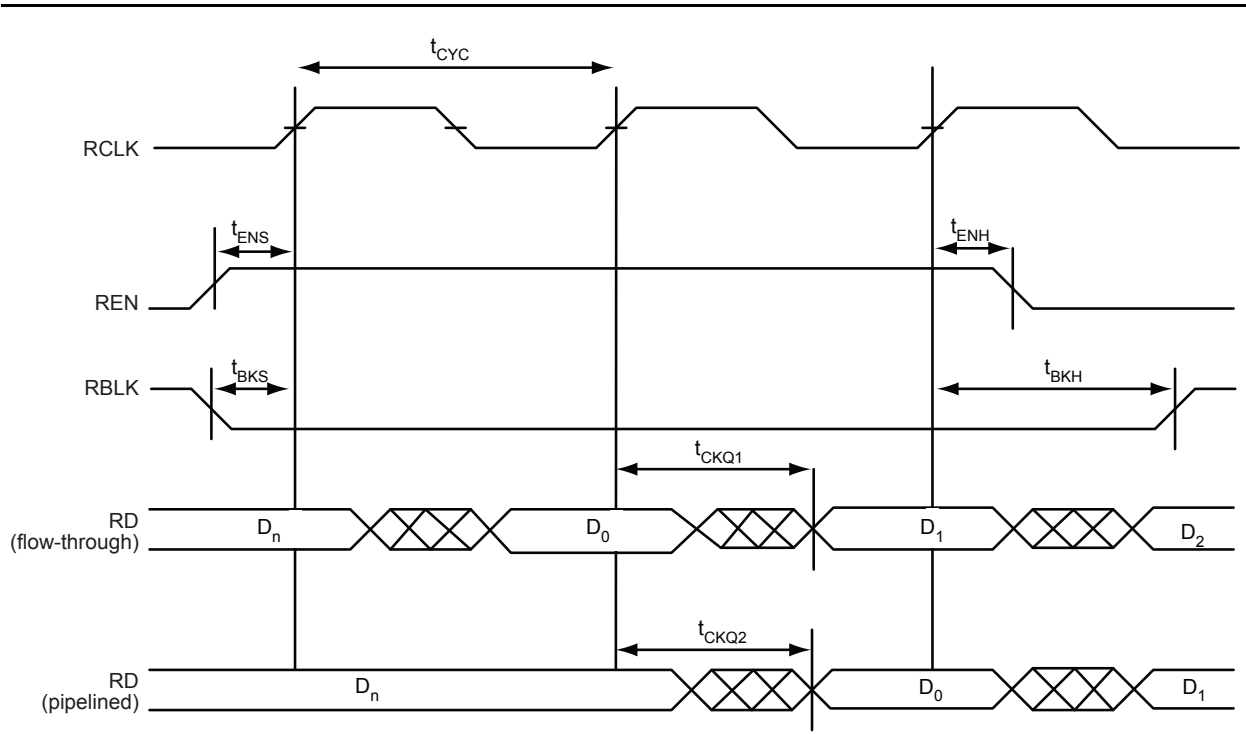 tCYC
RCLK
tENS
tENH
REN
tBKS
tBKH
RBLK
tCKQ1
RD
(flow-through)
Dn
D0
D1
D2
tCKQ2
RD
(pipelined)
Dn
D0
D1